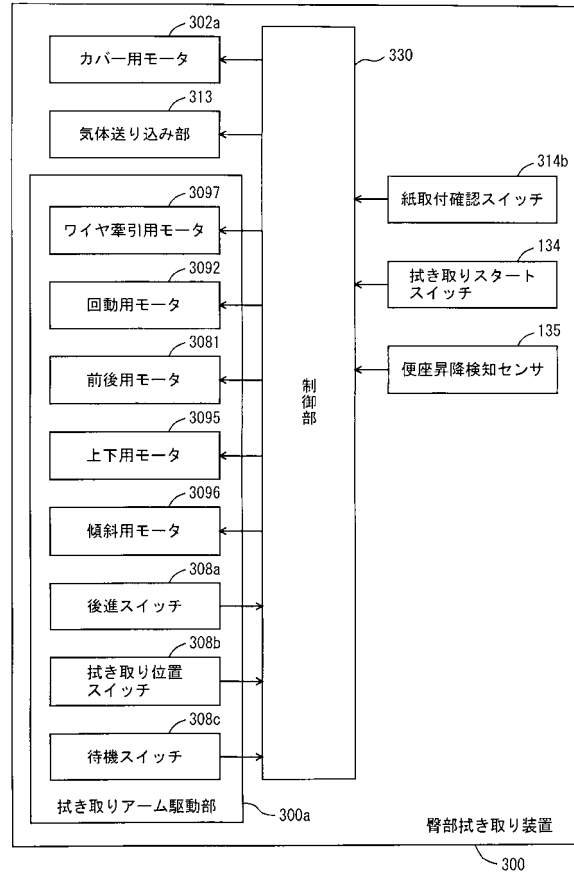 302a
カバー用モータ
330
313
気体送り込み部
314b
紙取付確認スイッチ
3097
ワイヤ牽引用モータ
134
拭き取りスタート
スイッチ
3092
回動用モータ
135
便座昇降検知センサ
3081
前後用モータ
制御部
3095
上下用モータ
3096
傾斜用モータ
308a
後進スイッチ
308b
拭き取り位置
スイッチ
308c
待機スイッチ
拭き取りアーム駆動部
300a
臀部拭き取り装置
300